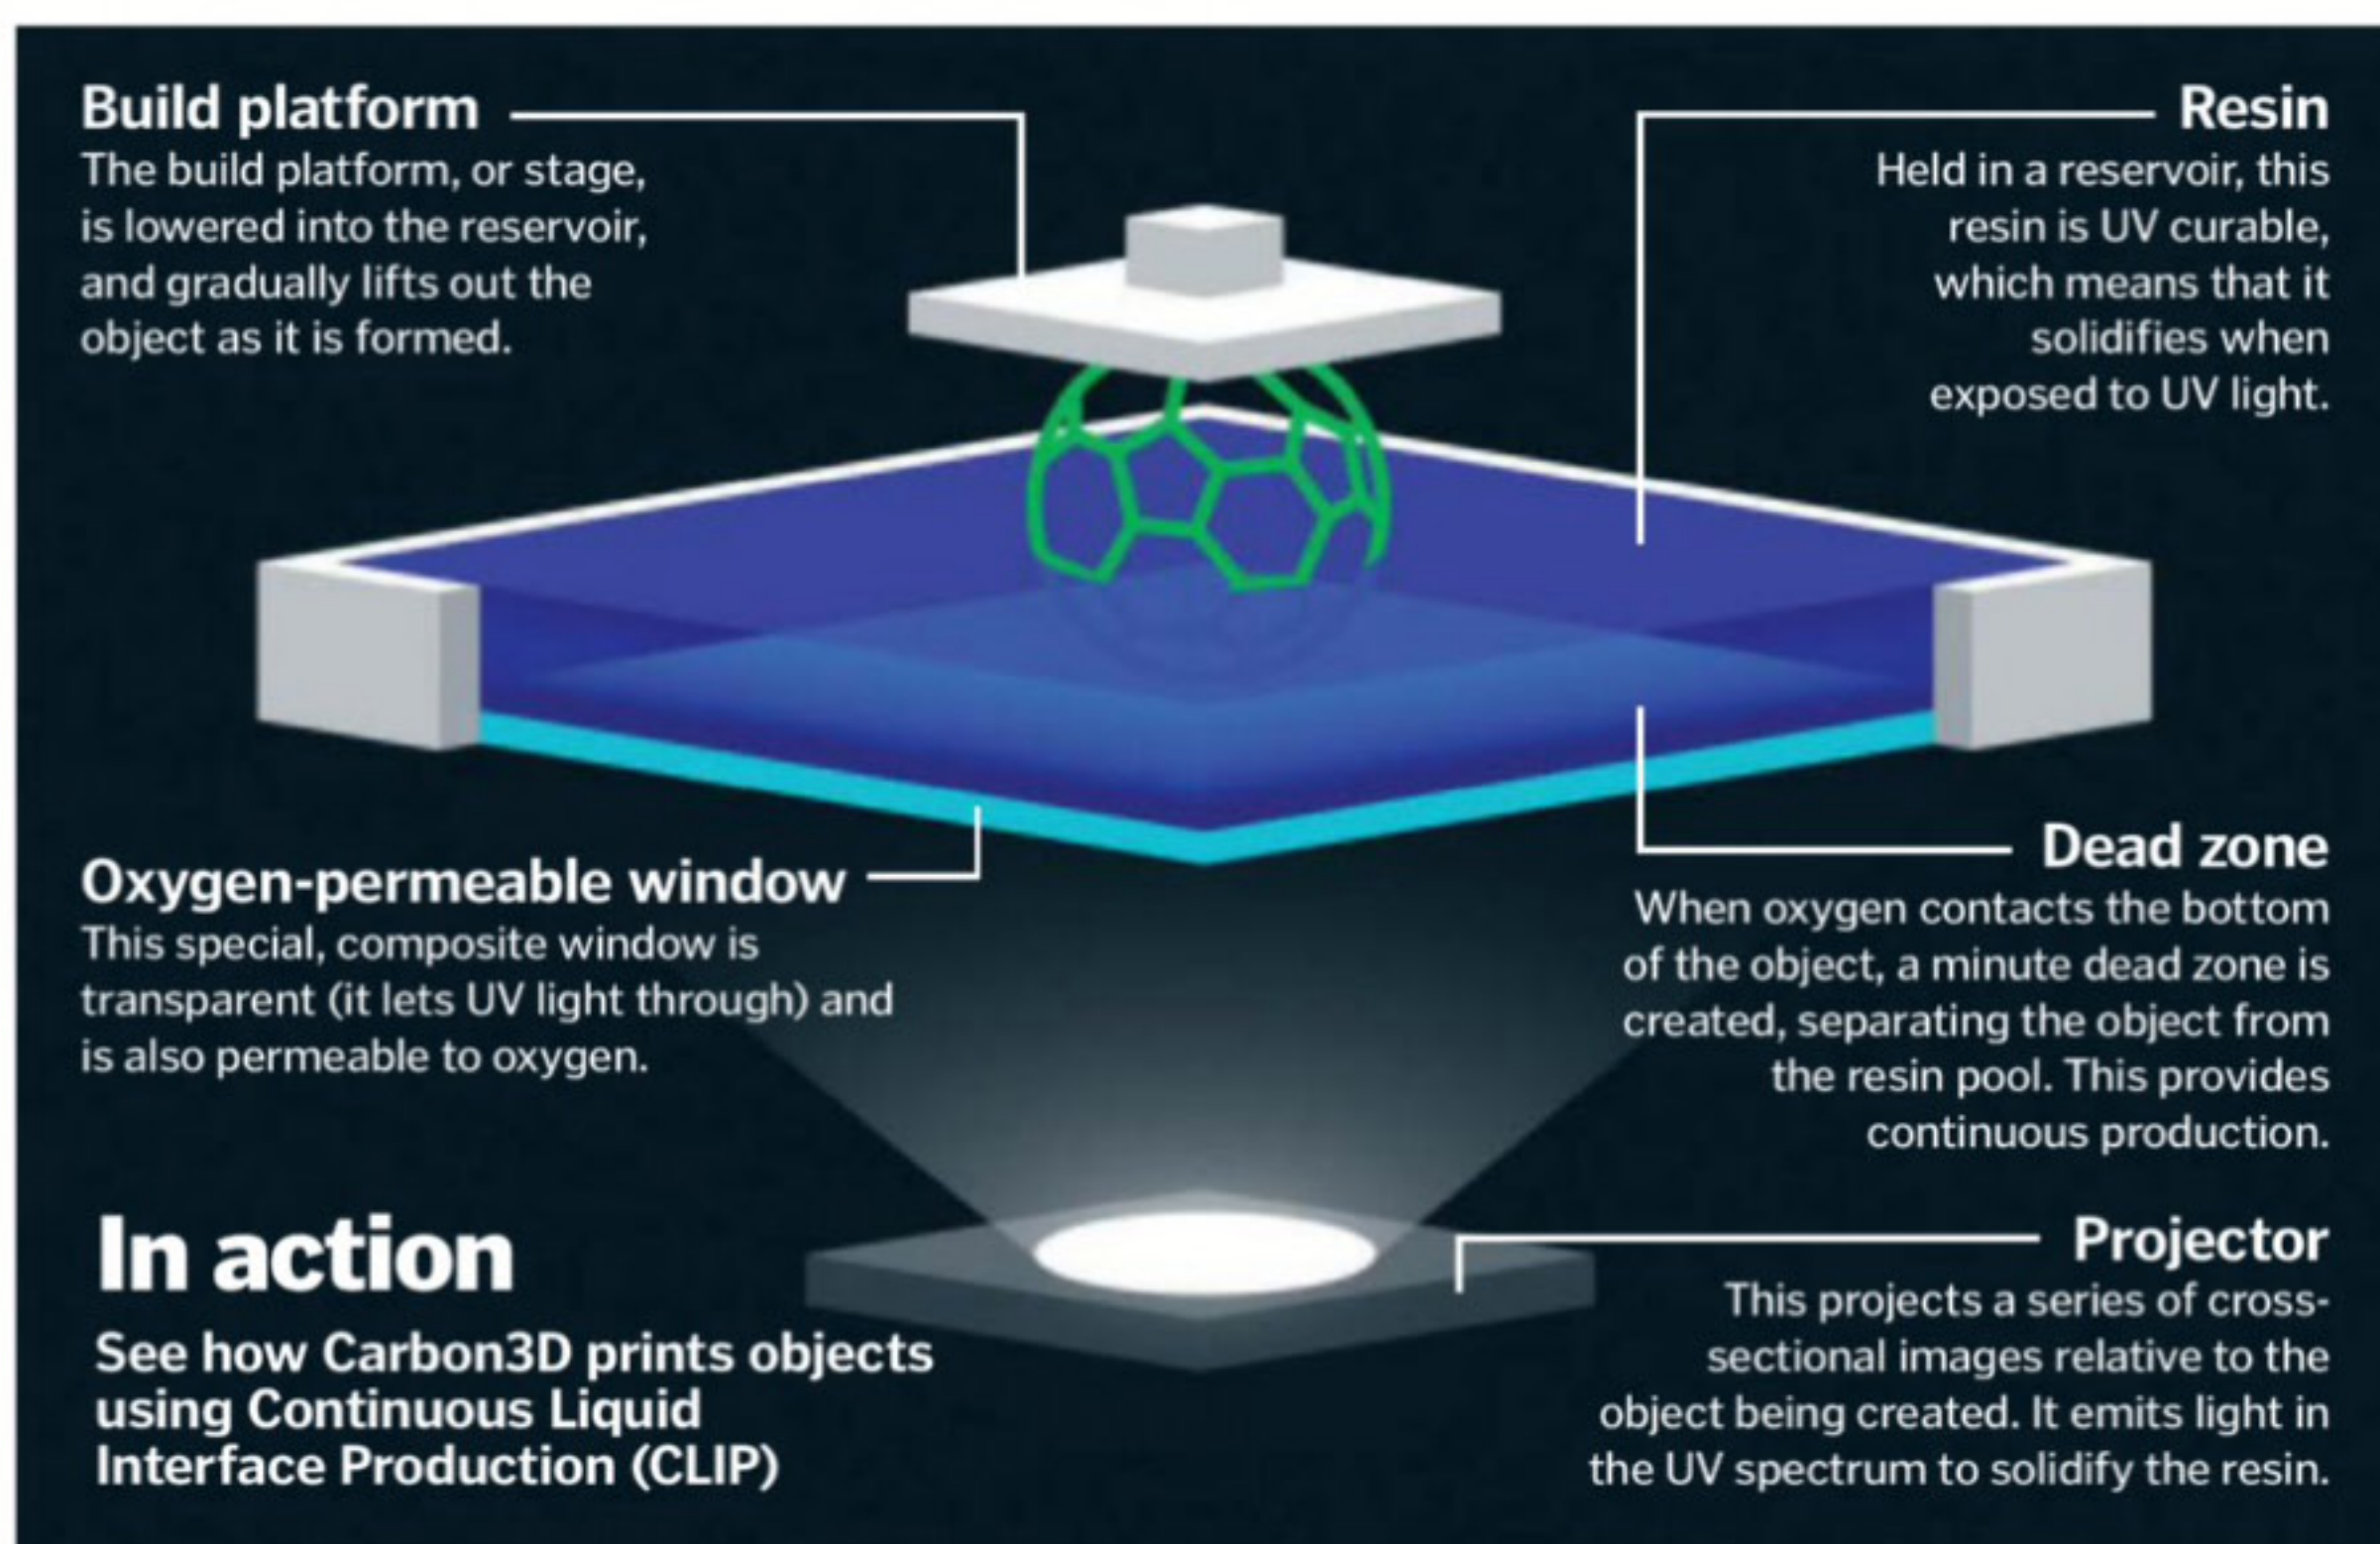 Build platform
The build platform, or stage,
is lowered into the reservoir,
and gradually lifts out the
object as it is formed.
Resin
Held in a reservoir, this
resin is UV curable,
which means that it
solidifies when
exposed to UV light.
Oxygen-permeable window
This special, composite window is
transparent (it lets UV light through) and
is also permeable to oxygen.
Dead zone
When oxygen contacts the bottom
of the object, a minute dead zone is
created, separating the object from
the resin pool. This provides
continuous production.
In action
See how Carbon3D prints objects
using Continuous Liquid
Interface Production (CLIP)
Projector
This projects a series of cross-
sectional images relative to the
object being created. It emits light in
the UV spectrum to solidify the resin.